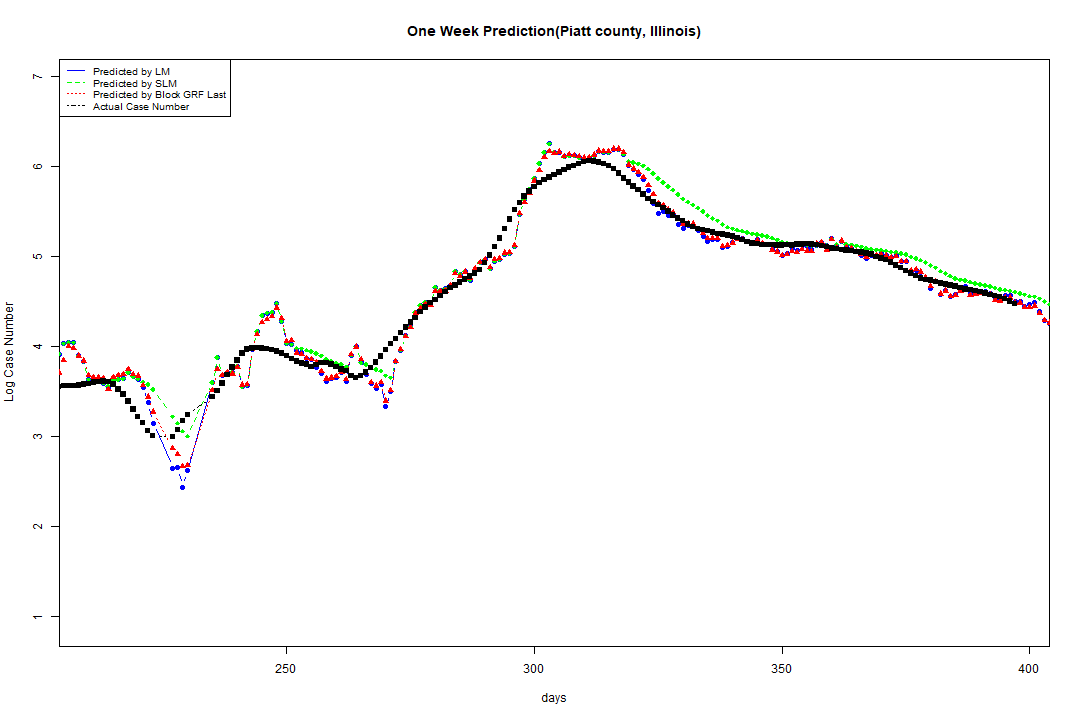 One Week Prediction(Piatt county, Illinois)
Predicted by LM
Predicted by SLM
Predicted by Block GRF Last
Actual Case Number
7
6
5
4
3
2
1
Log Case Number
250
300
350
400
days